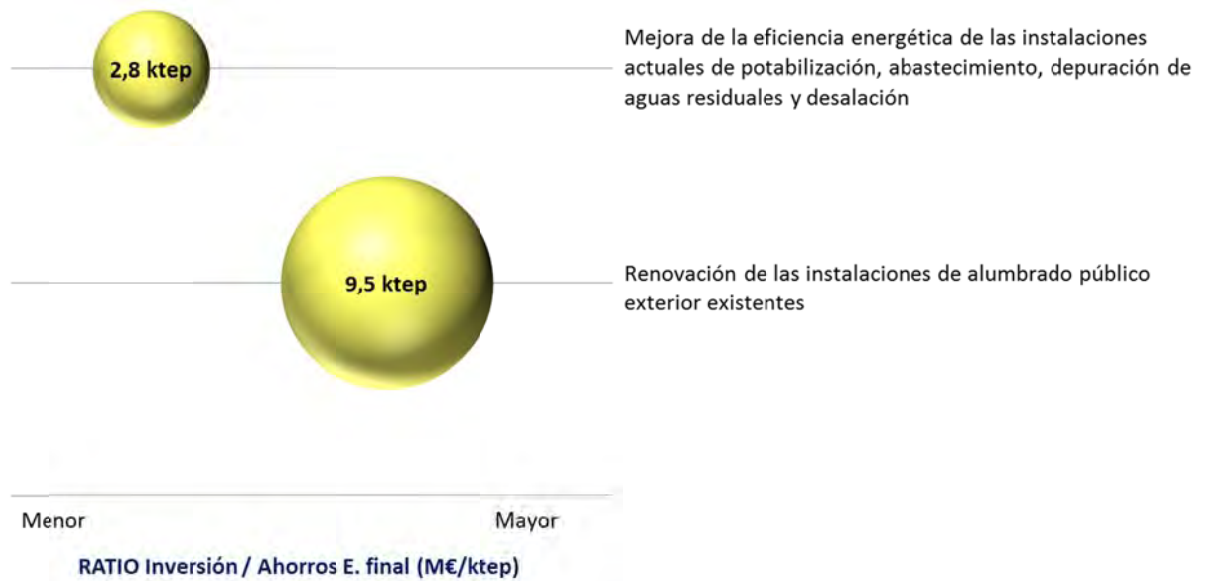 2,8 ktep
Mejora de la eficiencia energética de las instalaciones
actuales de potabilización, abastecimiento, depuración de
aguas residuales y desalación
9,5 ktep
Renovación de las instalaciones de alumbrado público
exterior existentes
Menor
Mayor
RATIO Inversión / Ahorros E. final (M€/ktep)